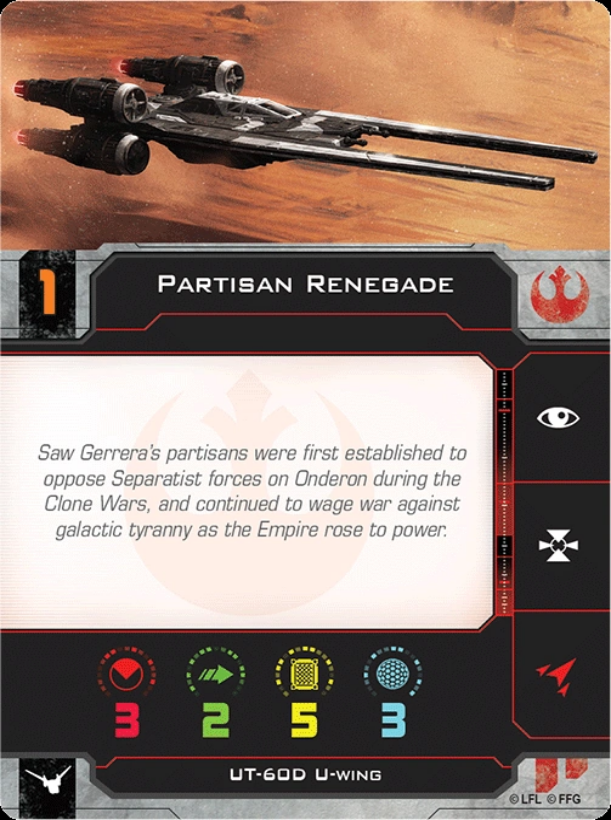 1
PARTISAN RENEGADE
Saw Gerrera's partisans were first established to
oppose Separatist forces on Onderon during the
Clone Wars, and continued to wage war against
galactic tyranny as the Empire rose to power.
3 2 5 3
UT-60D U-WING
©LFL ©FFG